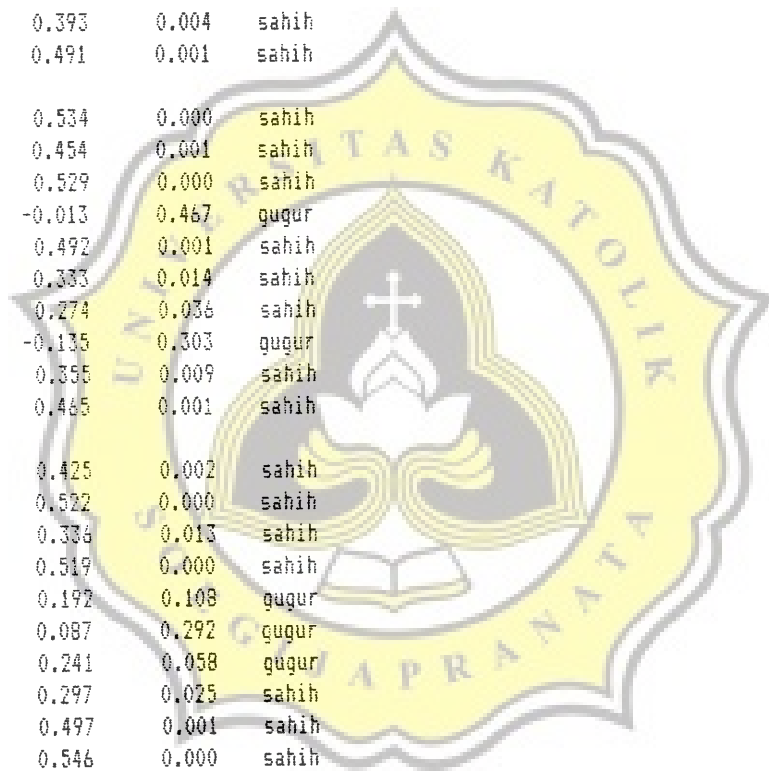 0.393 0.004 sahih
0.491 0.001 sahih
0.534 0.000 sahih
0.454 0.001 sahih
0.529 0.000 sahih
-0.013 0.467 gugur
0.492 0.001 sahih
0.333 0.014 sahih
0.274 0.036 sahih
-0.135 0.303 gugur
0.355 0.009 sahih
0.465 0.001 sahih
0.425 0.002 sahih
0.522 0.000 sahih
0.336 0.013 sahih
0.519 0.000 sahih
0.192 0.108 gugur
0.087 0.292 gugur
0.241 0.058 gugur
0.297 0.025 sahih
0.497 0.001 sahih
0.546 0.000 sahih
UNIVERSITAS KATOLIK
SOEGIJAPRANATA